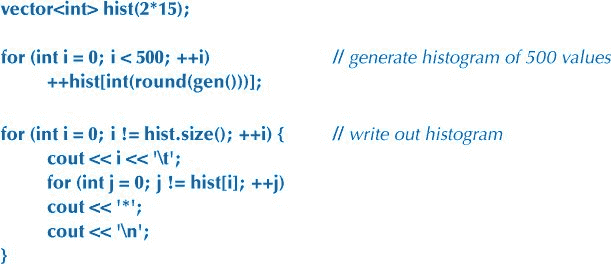 vector<int> hist(2*15);
for (int i = 0; i < 500; ++i) // generate histogram of 500 values
++hist[int(round(gen()))];
for (int i = 0; i != hist.size(); ++i) { // write out histogram
cout << i << '\t';
for (int j = 0; j != hist[i]; ++j)
cout << '*';
cout << '\n';
}